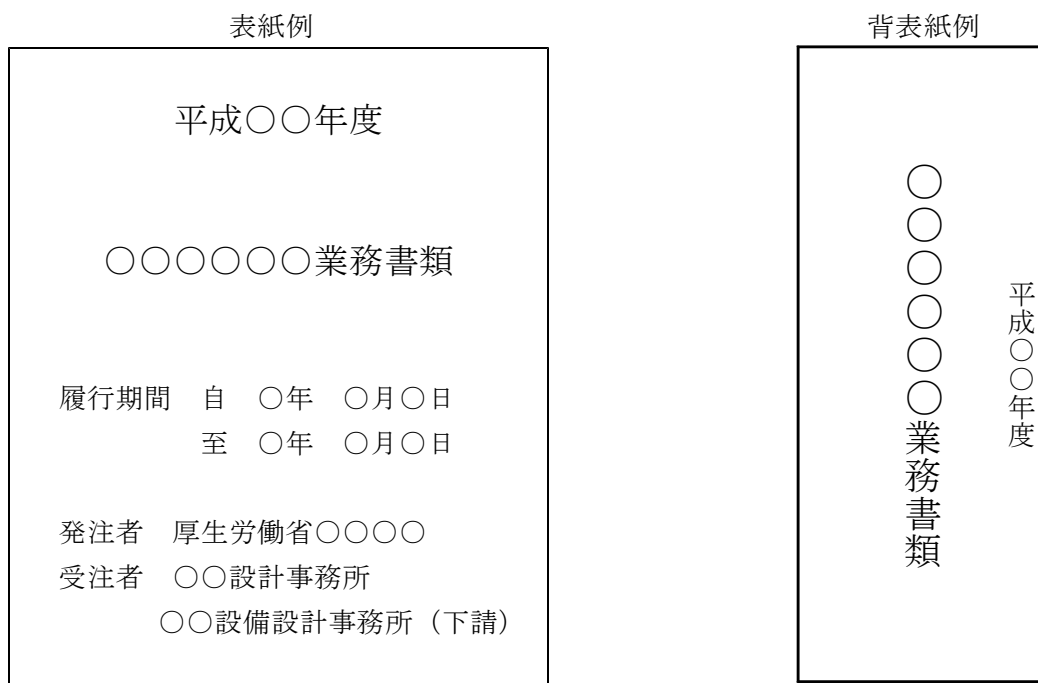 表紙例
平成○○年度
○○○○○○業務書類
履行期間　自　○年　○月○日
至　○年　○月○日
発注者　厚生労働省○○○○
受注者　○○設計事務所
○○設備設計事務所（下請）
背表紙例
平成○○年度
○○○○○○業務書類